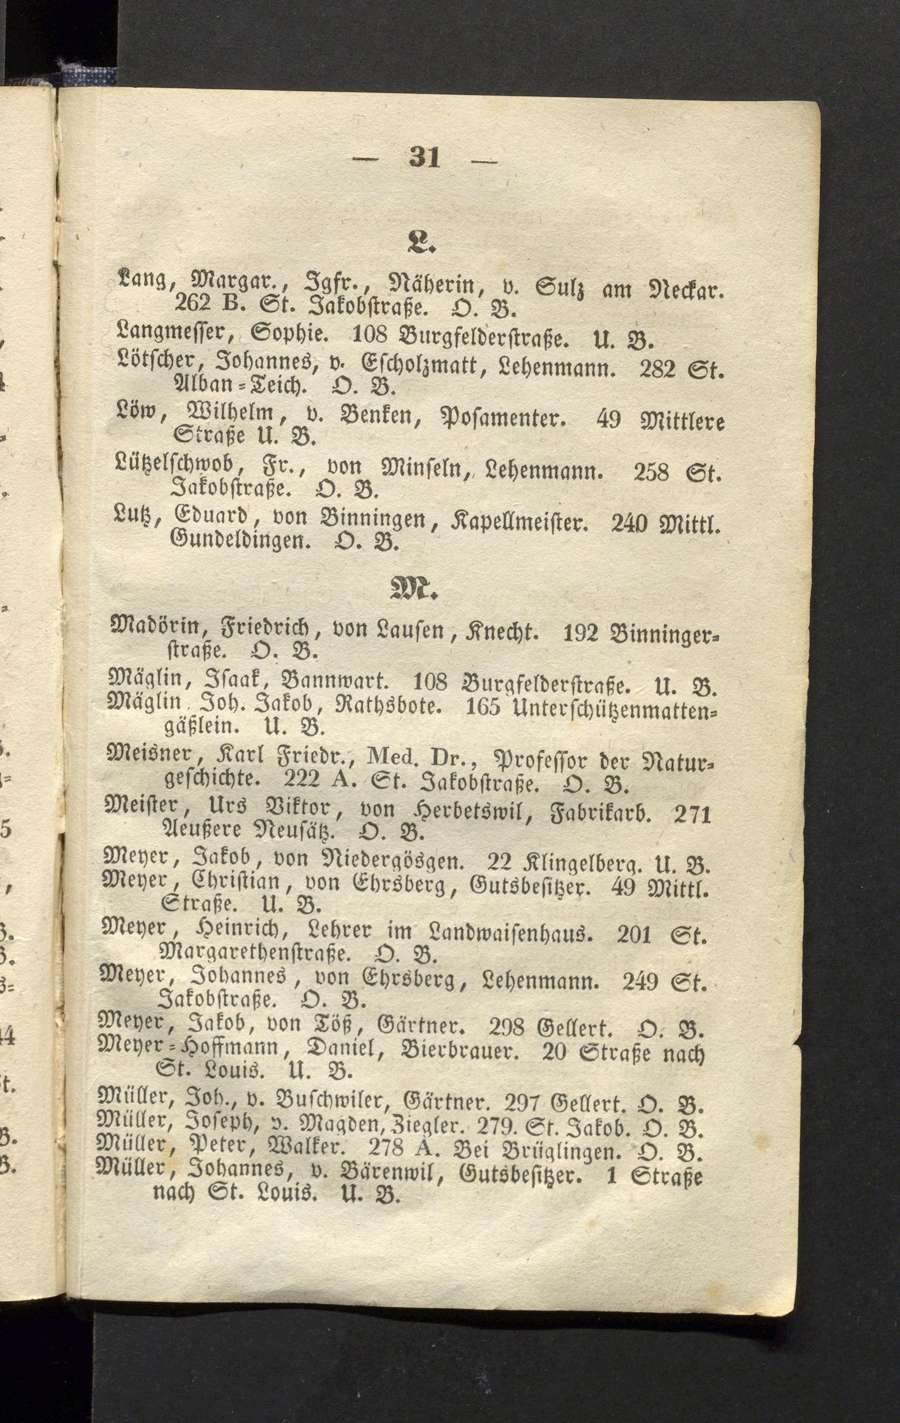 — 31 —
L.
Lang, Margar., Igfr., Näherin, v. Sulz am Neckar.
262 B. St. Jakobstraße. O. B.
Langmesser, Sophie. 108 Burgfelderstraße. U. B.
Lötscher, Johannes, v. Escholzmatt, Lehenmann. 282 St.
Alban-Teich. O. B.
Löw, Wilhelm, v. Benken, Posamenter. 49 Mittlere
Straße U. B.
Lützelschwob, Fr., von Minseln, Lehenmann. 258 St.
Jakobstraße. O. B.
Lutz, Eduard, von Binningen, Kapellmeister. 240 Mittl.
Gundeldingen. O. B.
M.
Madörin, Friedrich, von Lausen, Knecht. 192 Binninger-
straße. O. B.
Mäglin, Isaak, Bannwart. 108 Burgfelderstraße. U. B.
Mäglin Joh. Jakob, Rathsbote. 165 Unterschützenmatten-
gäßlein. U. B.
Meisner, Karl Friedr., Med. Dr., Professor der Natur-
geschichte. 222 A. St. Jakobstraße. O. B.
Meister, Urs Viktor, von Herbetswil, Fabrikarb. 271
Aeußere Neusätz. O. B.
Meyer, Jakob, von Niedergösgen. 22 Klingelberg. U. B.
Meyer, Christian, von Ehrsberg, Gutsbesitzer. 49 Mittl.
Straße. U. B.
Meyer, Heinrich, Lehrer im Landwaisenhaus. 201 St.
Margarethenstraße. O. B.
Meyer, Johannes, von Ehrsberg, Lehenmann. 249 St.
Jakobstraße. O. B.
Meyer, Jakob, von Töß, Gärtner. 298 Gellert. O. B.
Meyer-Hoffmann, Daniel, Bierbrauer. 20 Straße nach
St. Louis. U. B.
Müller, Joh., v. Buschwiler, Gärtner. 297 Gellert. O. B.
Müller, Joseph, v. Magden, Ziegler. 279. St. Jakob. O. B.
Müller, Peter, Walker. 278 A. Bei Brüglingen. O. B.
Müller, Johannes, v. Bärenwil, Gutsbesitzer. 1 Straße
nach St. Louis. U. B.